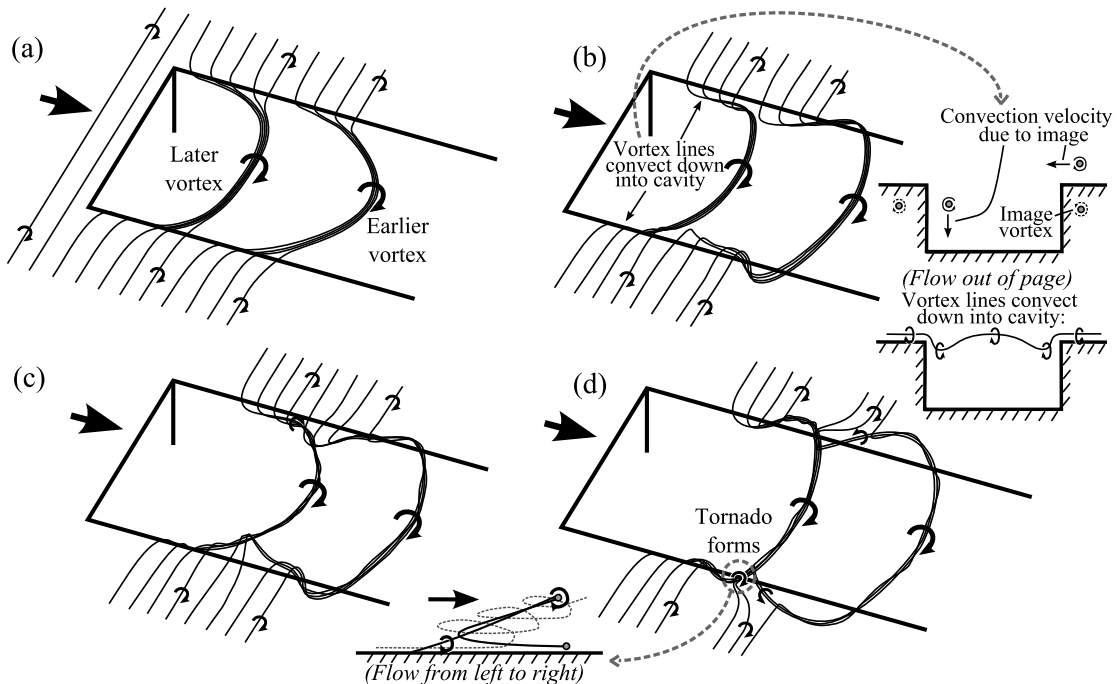 (a)
Later
vortex
Earlier
vortex
(b)
Vortex lines
convect down
into cavity
Convection velocity
due to image
Image
vortex
(Flow out of page)
Vortex lines convect
down into cavity:
(c)
(Flow from left to right)
(d)
Tornado
forms